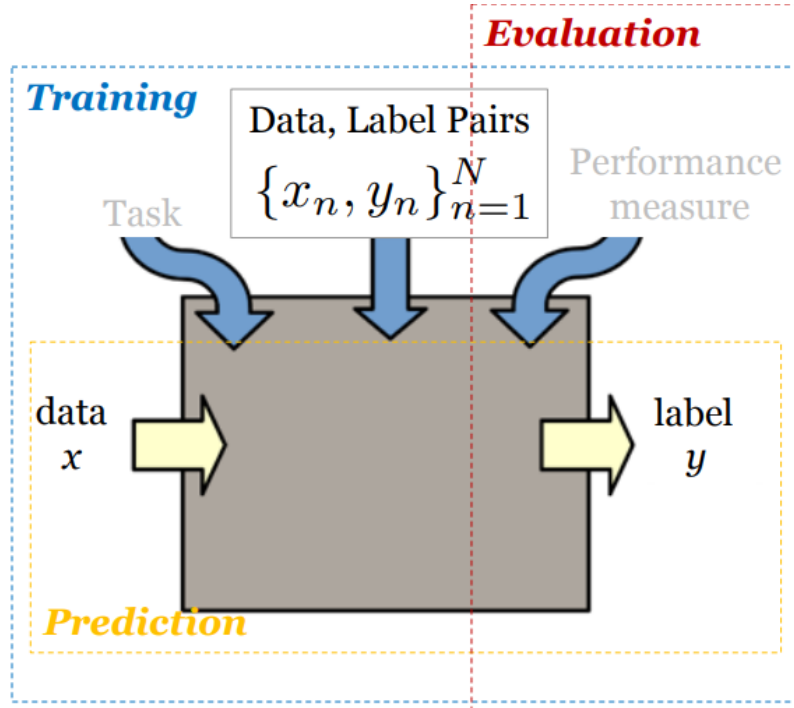 Evaluation
Training
Data, Label Pairs
{x_n, y_n}_{n=1}^N
Task
Performance
measure
data
x
label
y
Prediction